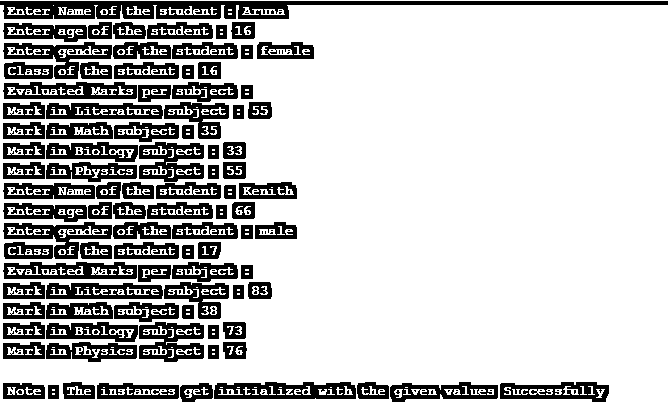 Enter Name of the student : Aruna
Enter age of the student : 16
Enter gender of the student : female
Class of the student : 16
Evaluated Marks per subject :
Mark in Literature subject : 55
Mark in Math subject : 35
Mark in Biology subject : 33
Mark in Physics subject : 55
Enter Name of the student : Kenith
Enter age of the student : 66
Enter gender of the student : male
Class of the student : 17
Evaluated Marks per subject :
Mark in Literature subject : 83
Mark in Math subject : 38
Mark in Biology subject : 73
Mark in Physics subject : 76
Note : The instances get initialized with the given values Successfully